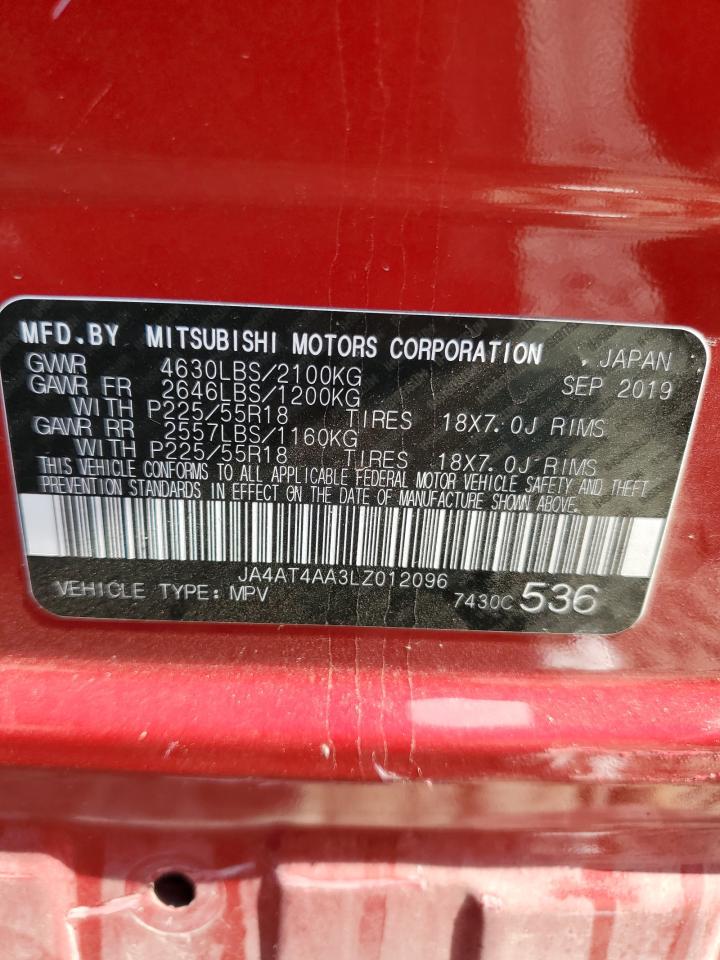 MFD.BY MITSUBISHI MOTORS CORPORATION JAPAN
GVWR 4630LBS/2100KG SEP 2019
GAWR FR 2646LBS/1200KG
WITH P225/55R18 TIRES 18X7.0J RIMS
GAWR RR 2557LBS/1160KG
WITH P225/55R18 TIRES 18X7.0J RIMS
THIS VEHICLE CONFORMS TO ALL APPLICABLE FEDERAL MOTOR VEHICLE SAFETY AND THEFT
PREVENTION STANDARDS IN EFFECT ON THE DATE OF MANUFACTURE SHOWN ABOVE.
JA4AT4AA3LZ012096
VEHICLE TYPE: MPV 7430C 536